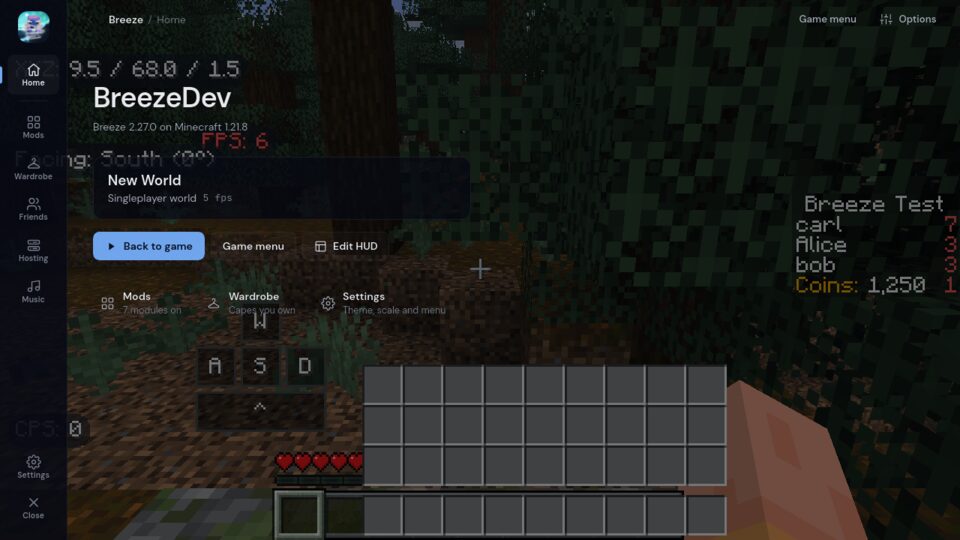 Breeze / Home
Game menu
Options
9.5 / 68.0 / 1.5
Home
BreezeDev
Breeze 2.27.0 on Minecraft 1.21.8
FPS: 6
Mods
Facing: South (0°)
Wardrobe
New World
Singleplayer world 5 fps
Friends
Breeze Test
carl 7
Alice 3
bob 3
Coins: 1,250 1
Hosting
Back to game
Game menu
Edit HUD
Music
Mods
7 modules on
Wardrobe
Capes you own
Settings
Theme, scale and menu
W
A S D
^
CPS: 0
Settings
Close